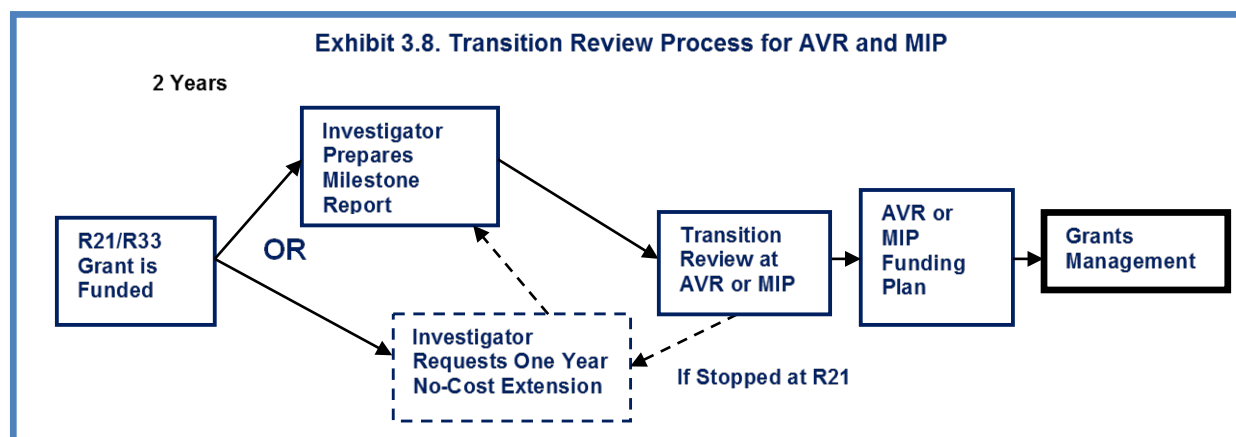 Exhibit 3.8. Transition Review Process for AVR and MIP
2 Years
Investigator
Prepares
Milestone
Report
R21/R33
Grant is
Funded
OR
Transition
Review at
AVR or MIP
AVR or
MIP
Funding
Plan
Grants
Management
Investigator
Requests One Year
No-Cost Extension
If Stopped at R21